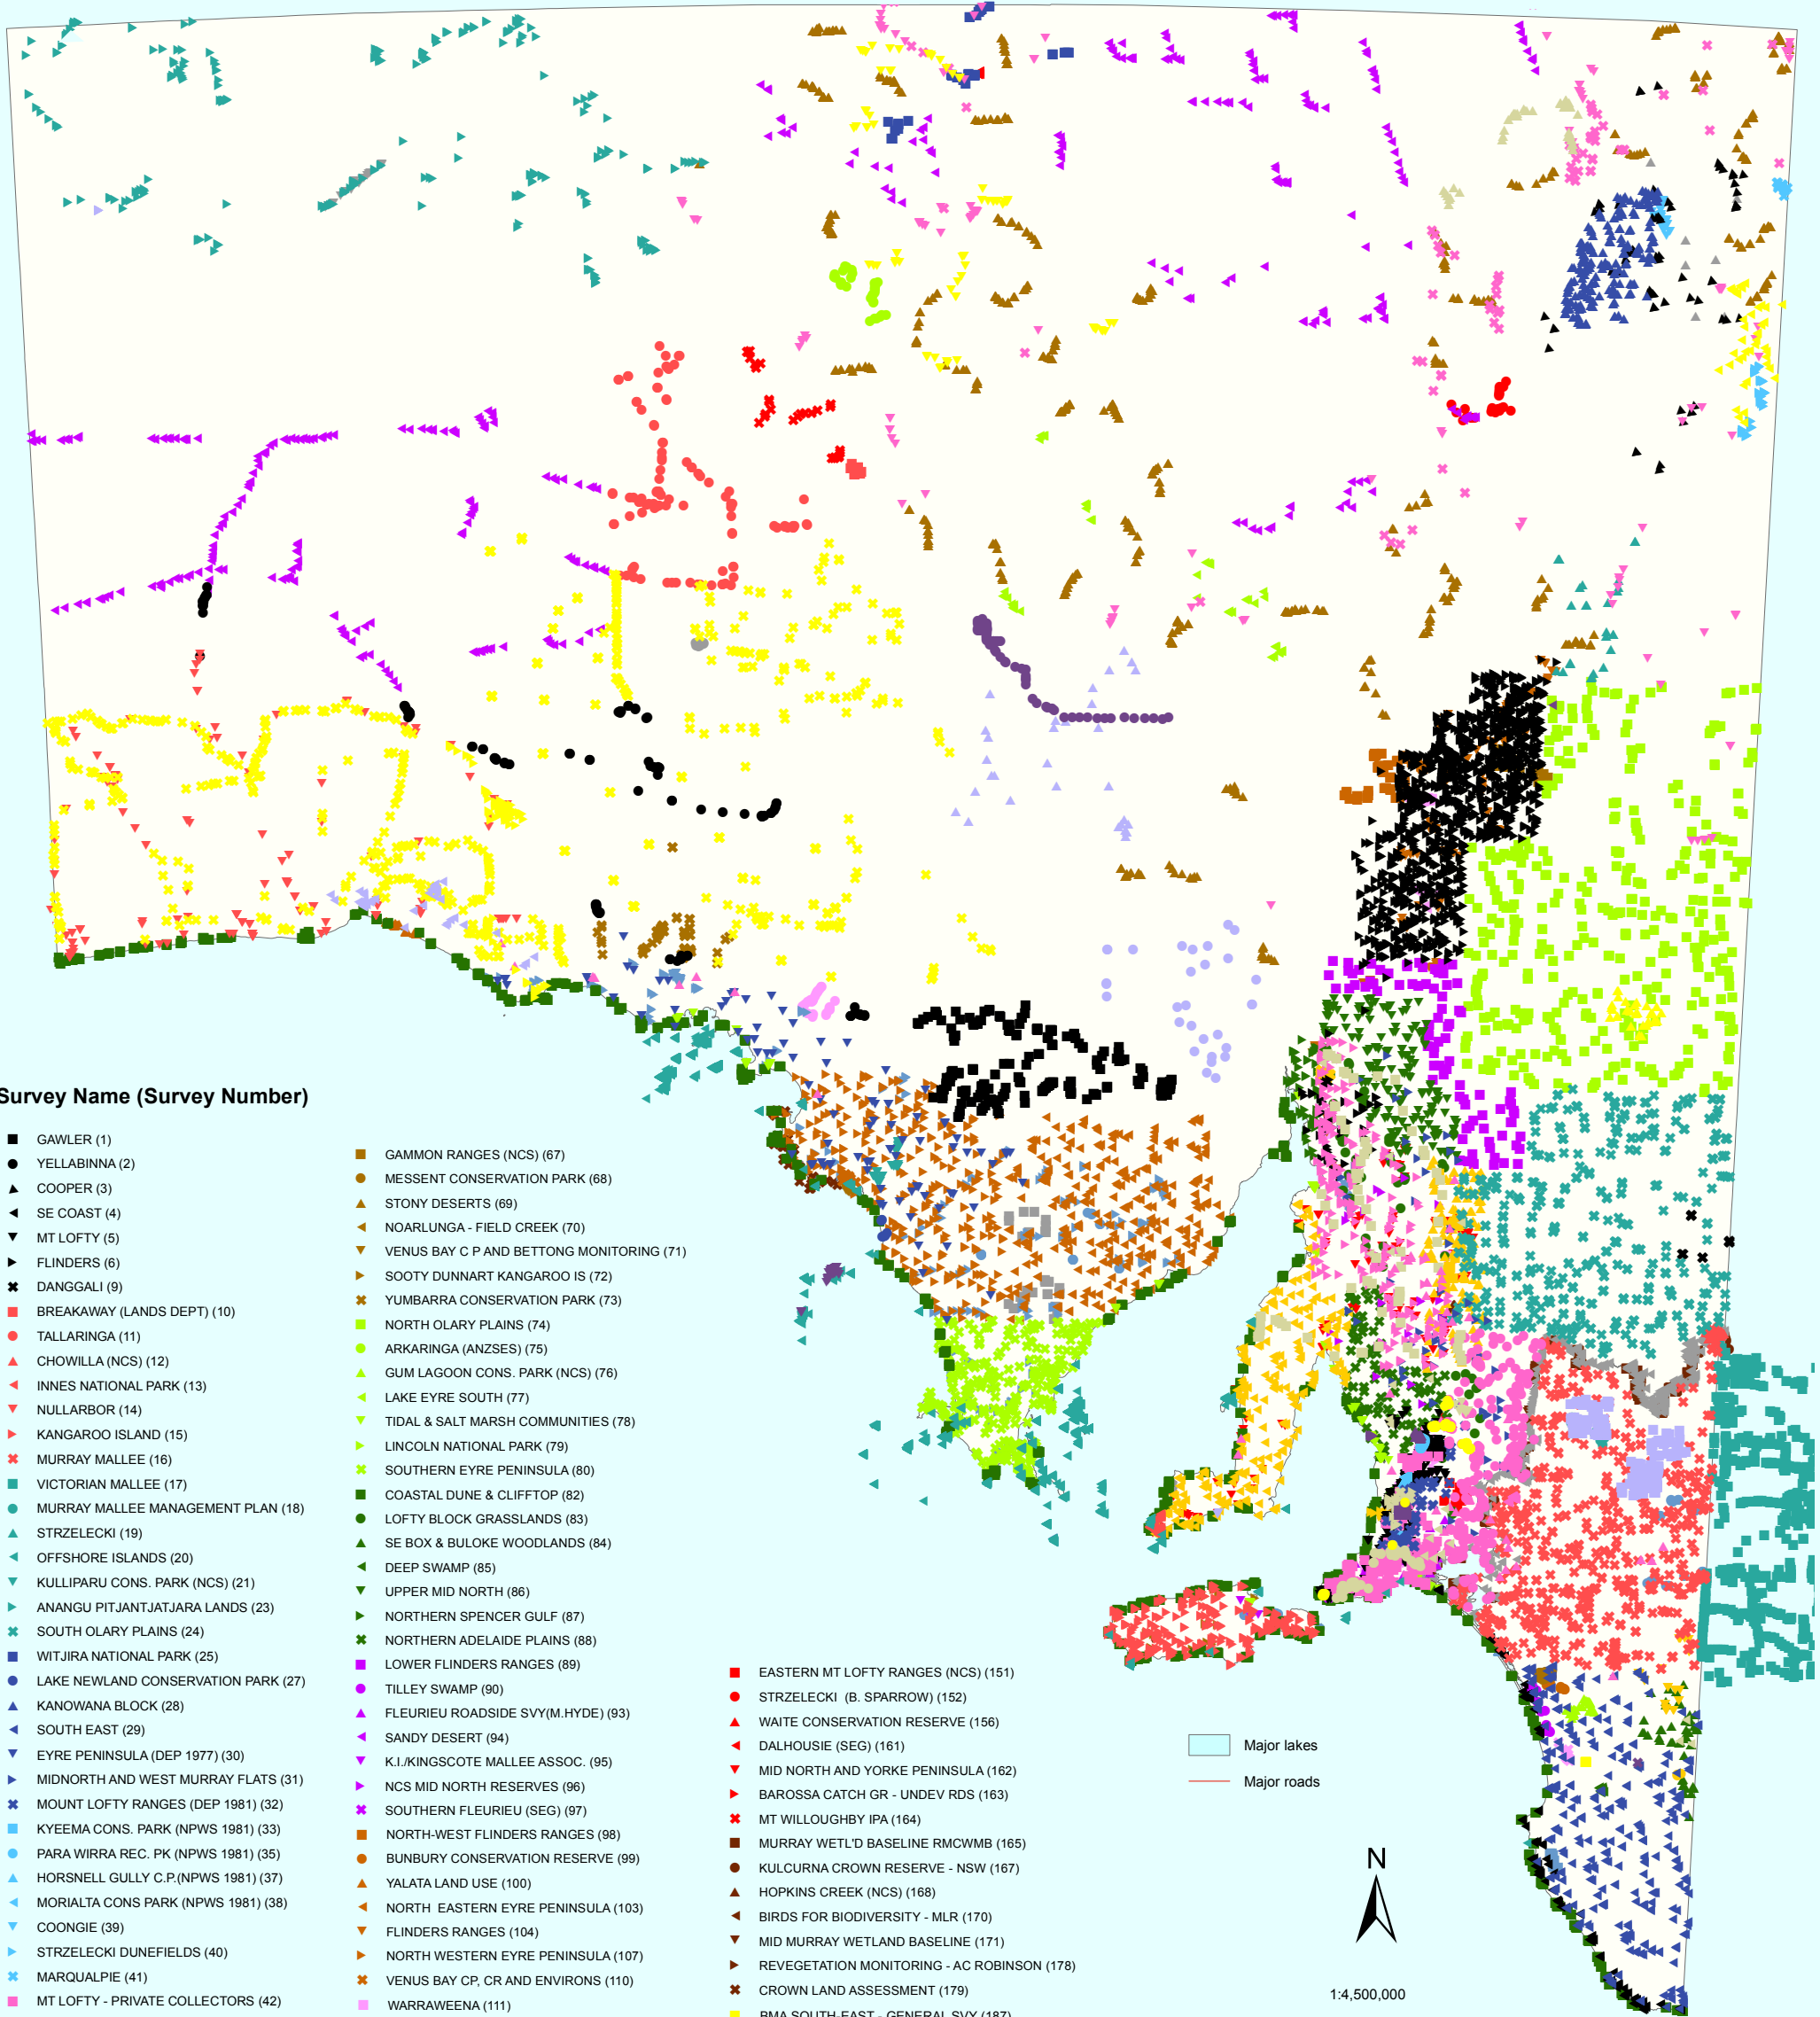 Survey Name (Survey Number)
GAWLER (1)
YELLABINNA (2)
COOPER (3)
SE COAST (4)
MT LOFTY (5)
FLINDERS (6)
DANGGALI (9)
BREAKAWAY (LANDS DEPT) (10)
TALLARINGA (11)
CHOWILLA (NCS) (12)
INNES NATIONAL PARK (13)
NULLARBOR (14)
KANGAROO ISLAND (15)
MURRAY MALLEE (16)
VICTORIAN MALLEE (17)
MURRAY MALLEE MANAGEMENT PLAN (18)
STRZELECKI (19)
OFFSHORE ISLANDS (20)
KULLIPARU CONS. PARK (NCS) (21)
ANANGU PITJANTJATJARA LANDS (23)
SOUTH OLARY PLAINS (24)
WITJIRA NATIONAL PARK (25)
LAKE NEWLAND CONSERVATION PARK (27)
KANOWANA BLOCK (28)
SOUTH EAST (29)
EYRE PENINSULA (DEP 1977) (30)
MIDNORTH AND WEST MURRAY FLATS (31)
MOUNT LOFTY RANGES (DEP 1981) (32)
KYEEMA CONS. PARK (NPWS 1981) (33)
PARA WIRRA REC. PK (NPWS 1981) (35)
HORSNELL GULLY C.P.(NPWS 1981) (37)
MORIALTA CONS PARK (NPWS 1981) (38)
COONGIE (39)
STRZELECKI DUNEFIELDS (40)
MARQUALPIE (41)
MT LOFTY - PRIVATE COLLECTORS (42)
GAMMON RANGES (NCS) (67)
MESSENT CONSERVATION PARK (68)
STONY DESERTS (69)
NOARLUNGA - FIELD CREEK (70)
VENUS BAY C P AND BETTONG MONITORING (71)
SOOTY DUNNART KANGAROO IS (72)
YUMBARRA CONSERVATION PARK (73)
NORTH OLARY PLAINS (74)
ARKARINGA (ANZSES) (75)
GUM LAGOON CONS. PARK (NCS) (76)
LAKE EYRE SOUTH (77)
TIDAL & SALT MARSH COMMUNITIES (78)
LINCOLN NATIONAL PARK (79)
SOUTHERN EYRE PENINSULA (80)
COASTAL DUNE & CLIFFTOP (82)
LOFTY BLOCK GRASSLANDS (83)
SE BOX & BULOKE WOODLANDS (84)
DEEP SWAMP (85)
UPPER MID NORTH (86)
NORTHERN SPENCER GULF (87)
NORTHERN ADELAIDE PLAINS (88)
LOWER FLINDERS RANGES (89)
TILLEY SWAMP (90)
FLEURIEU ROADSIDE SVY(M.HYDE) (93)
SANDY DESERT (94)
K.I./KINGSCOTE MALLEE ASSOC. (95)
NCS MID NORTH RESERVES (96)
SOUTHERN FLEURIEU (SEG) (97)
NORTH-WEST FLINDERS RANGES (98)
BUNBURY CONSERVATION RESERVE (99)
YALATA LAND USE (100)
NORTH EASTERN EYRE PENINSULA (103)
FLINDERS RANGES (104)
NORTH WESTERN EYRE PENINSULA (107)
VENUS BAY CP, CR AND ENVIRONS (110)
WARRAWEENA (111)
EASTERN MT LOFTY RANGES (NCS) (151)
STRZELECKI (B. SPARROW) (152)
WAITE CONSERVATION RESERVE (156)
DALHOUSIE (SEG) (161)
MID NORTH AND YORKE PENINSULA (162)
BAROSSA CATCH GR - UNDEV RDS (163)
MT WILLOUGHBY IPA (164)
MURRAY WETL'D BASELINE RMCWMB (165)
KULCURNA CROWN RESERVE - NSW (167)
HOPKINS CREEK (NCS) (168)
BIRDS FOR BIODIVERSITY - MLR (170)
MID MURRAY WETLAND BASELINE (171)
REVEGETATION MONITORING - AC ROBINSON (178)
CROWN LAND ASSESSMENT (179)
BMA SOUTH-EAST - GENERAL SVY (187)
Major lakes
Major roads
N
1:4,500,000